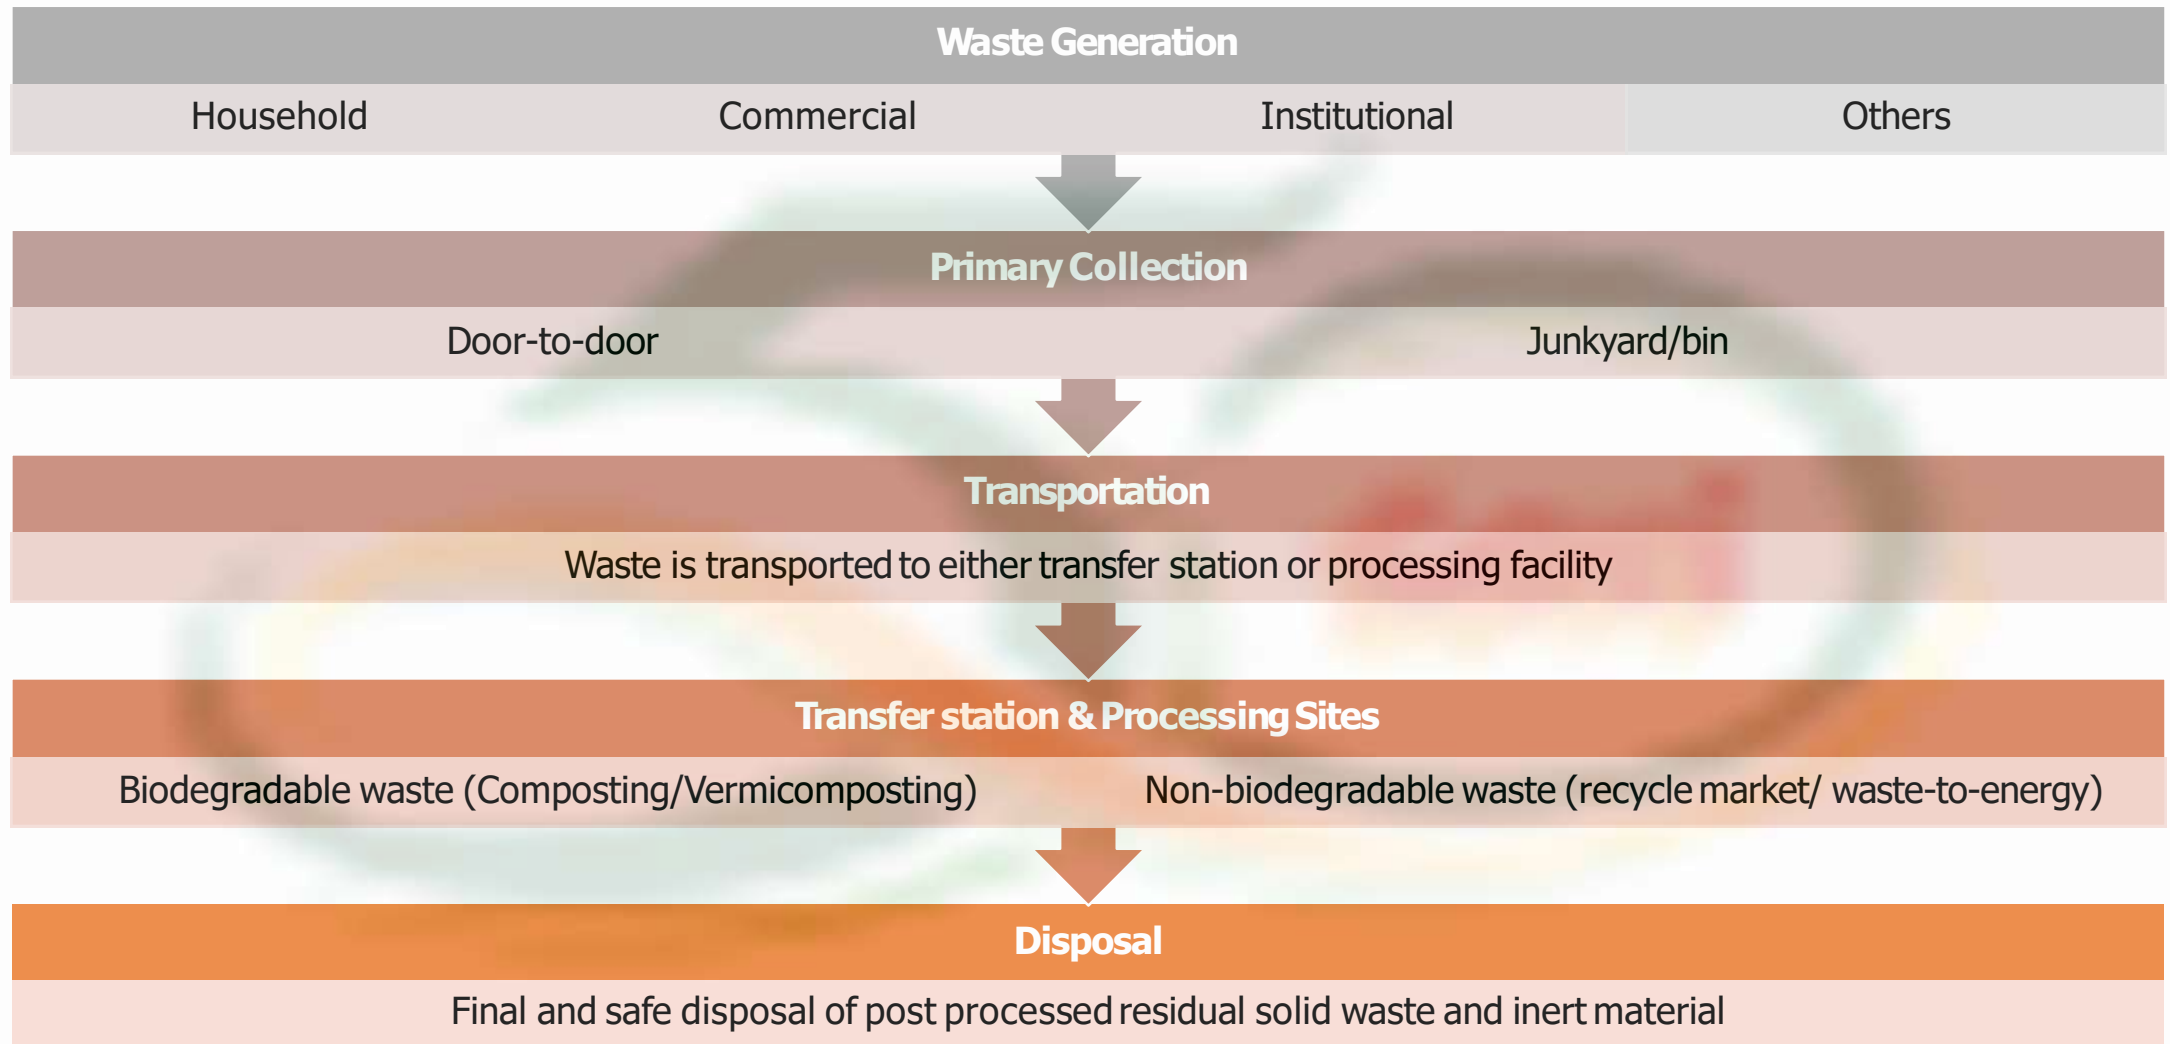 Waste Generation
Household Commercial Institutional Others
Primary Collection
Door-to-door Junkyard/bin
Transportation
Waste is transported to either transfer station or processing facility
Transfer station & Processing Sites
Biodegradable waste (Composting/Vermicomposting) Non-biodegradable waste (recycle market/ waste-to-energy)
Disposal
Final and safe disposal of post processed residual solid waste and inert material